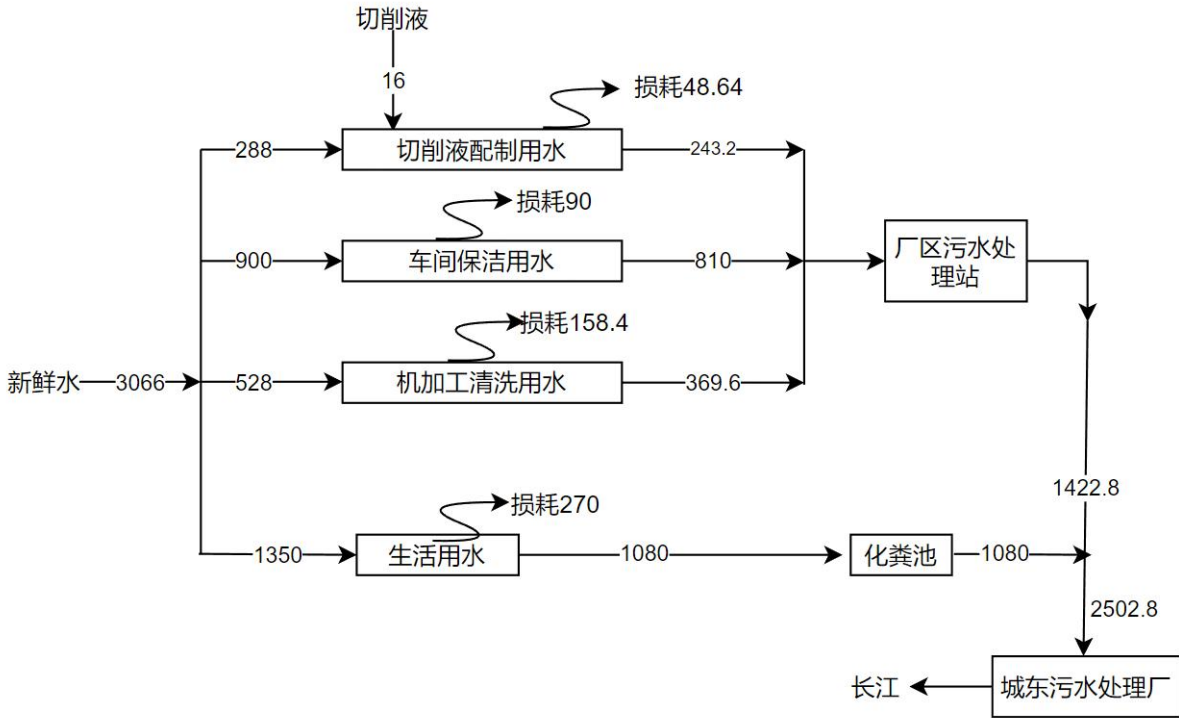 切削液
16
损耗48.64
288
切削液配制用水
243.2
损耗90
900
车间保洁用水
810
厂区污水处
理站
损耗158.4
新鲜水
3066
528
机加工清洗用水
369.6
1422.8
损耗270
1350
生活用水
1080
化粪池
1080
2502.8
长江
城东污水处理厂